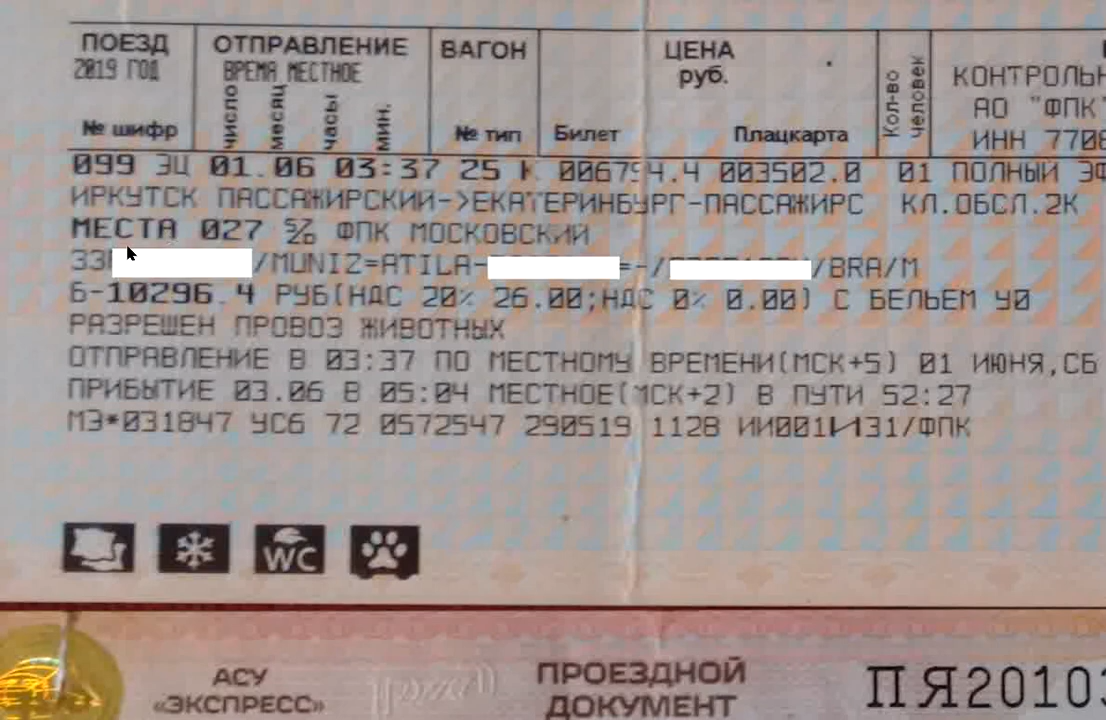 ПОЕЗД ОТПРАВЛЕНИЕ ВАГОН ЦЕНА
2019 ГОД ВРЕМЯ МЕСТНОЕ руб.
число месяц часы мин. Кол-во человек
КОНТРОЛЬН
АО "ФПК"
№ шифр № тип Билет Плацкарта ИНН 7708
099 ЭЦ 01.06 03:37 25 К 006794.4 003502.0 01 ПОЛНЫЙ
ИРКУТСК ПАССАЖИРСКИЙ->ЕКАТЕРИНБУРГ-ПАССАЖИРС КЛ.ОБСЛ.2К
МЕСТА 027 ФПК МОСКОВСКИЙ
33 /MUNIZ=ATILA- =-/ /BRA/M
Б-10296.4 РУБ(НДС 20% 26.00;НДС 0% 0.00) С БЕЛЬЕМ У0
РАЗРЕШЕН ПРОВОЗ ЖИВОТНЫХ
ОТПРАВЛЕНИЕ В 03:37 ПО МЕСТНОМУ ВРЕМЕНИ(МСК+5) 01 ИЮНЯ,СБ
ПРИБЫТИЕ 03.06 В 05:04 МЕСТНОЕ(МСК+2) В ПУТИ 52:27
МЭ*031847 УС6 72 0572547 290519 1128 /ФПК
WC
АСУ «ЭКСПРЕСС»
ПРОЕЗДНОЙ ДОКУМЕНТ
ПЯ20103